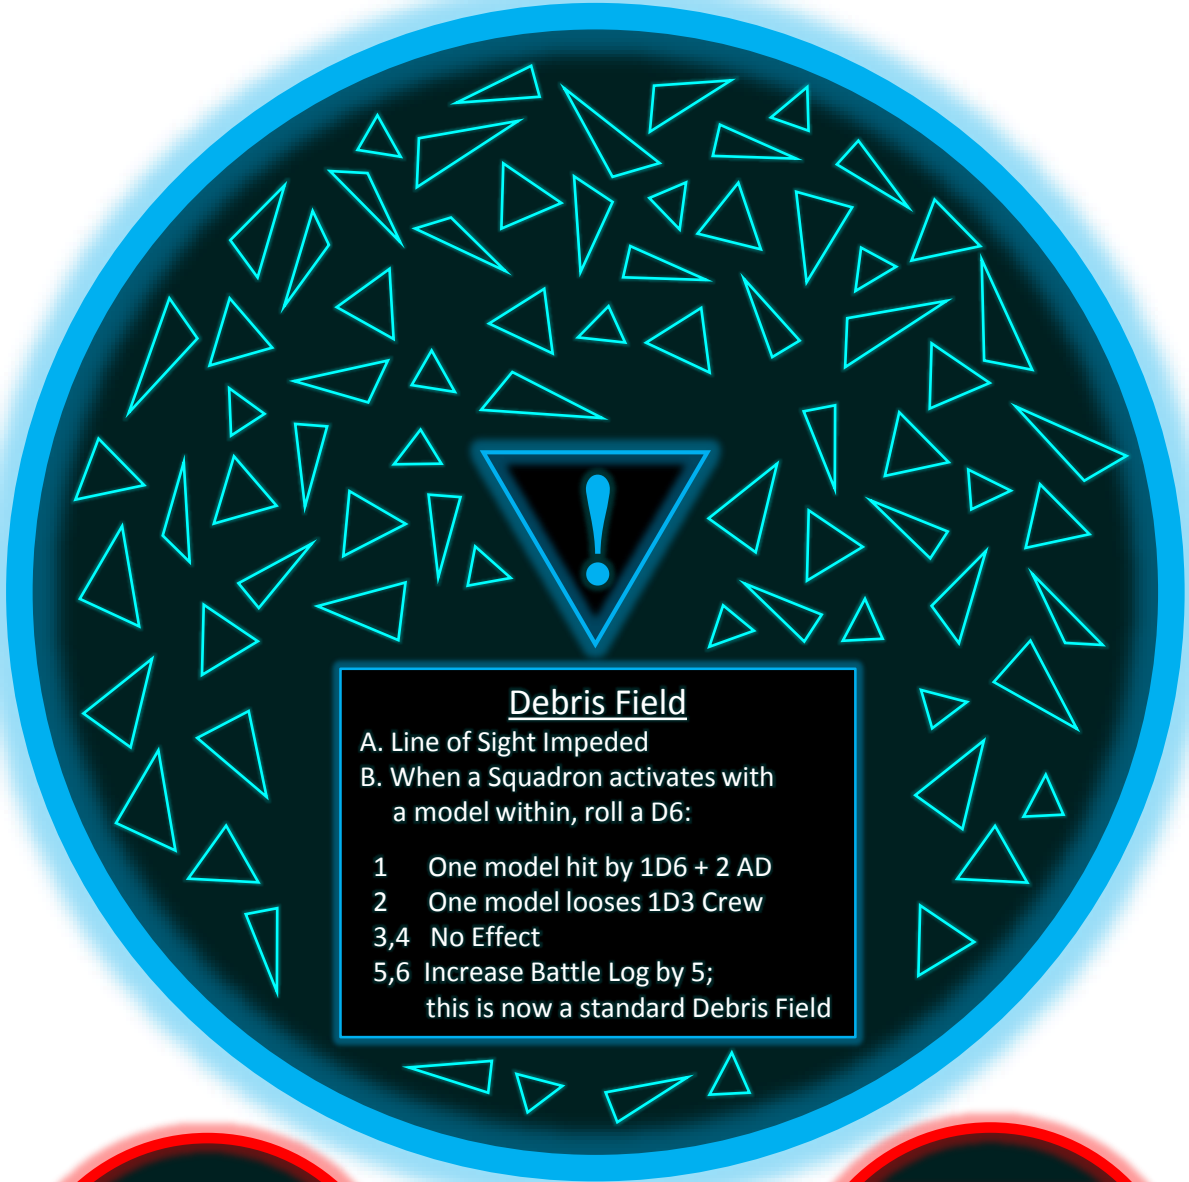 !
Debris Field
A. Line of Sight Impeded
B. When a Squadron activates with
a model within, roll a D6:
1 One model hit by 1D6 + 2 AD
2 One model looses 1D3 Crew
3,4 No Effect
5,6 Increase Battle Log by 5;
this is now a standard Debris Field